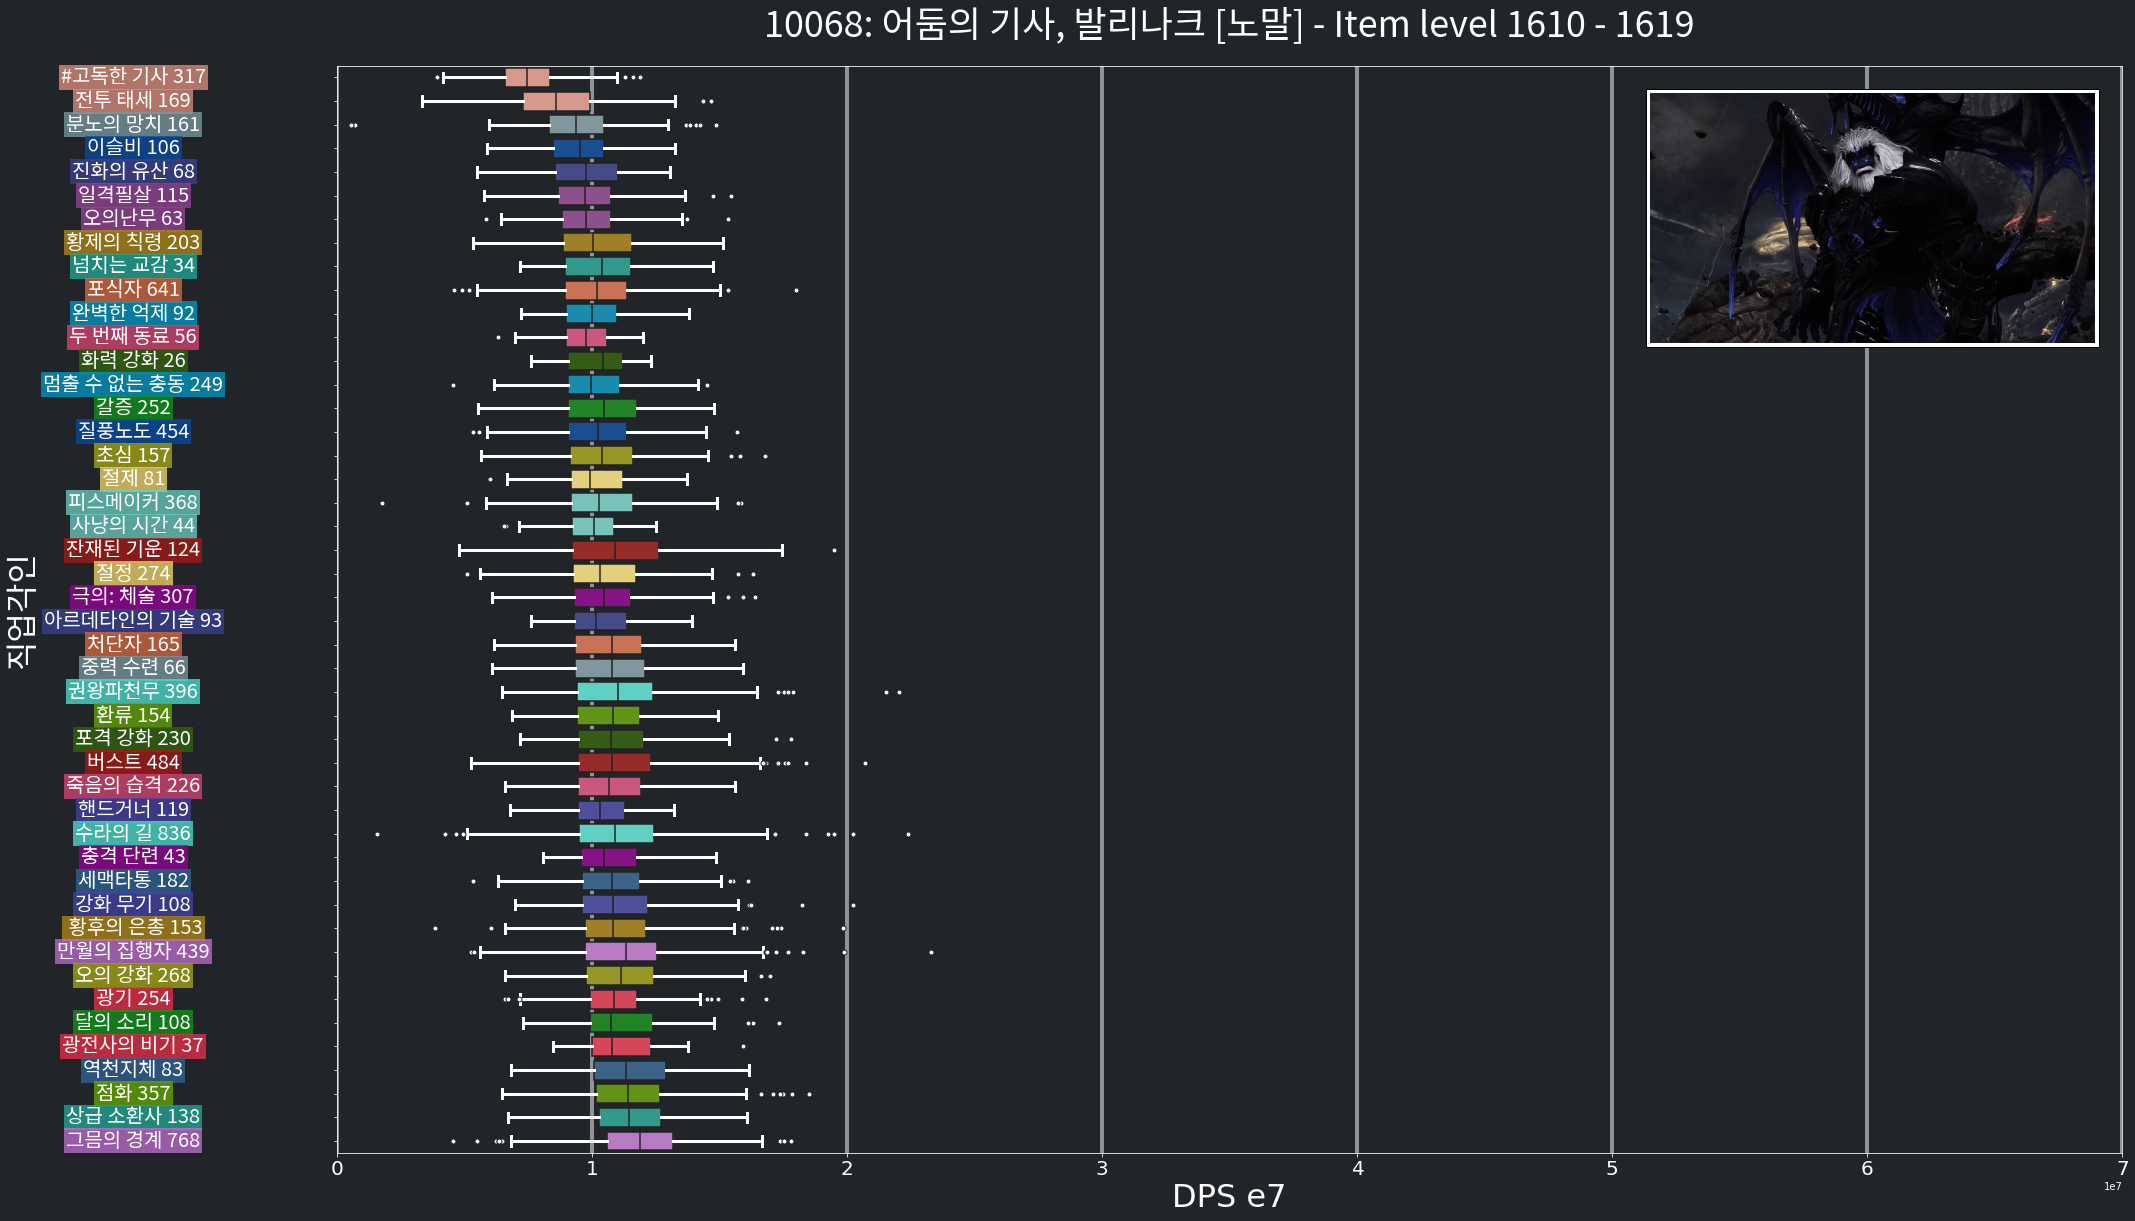 10068: 어둠의 기사, 발리나크 [노말] - Item level 1610 - 1619
직업각인
#고독한 기사 317
전투 태세 169
분노의 망치 161
이슬비 106
진화의 유산 68
일격필살 115
오의난무 63
황제의 칙령 203
넘치는 교감 34
포식자 641
완벽한 억제 92
두 번째 동료 56
화력 강화 26
멈출 수 없는 충동 249
갈증 252
질풍노도 454
초심 157
절제 81
피스메이커 368
사냥의 시간 44
잔재된 기운 124
절정 274
극의: 체술 307
아르데타인의 기술 93
처단자 165
중력 수련 66
권왕파천무 396
환류 154
포격 강화 230
버스트 484
죽음의 습격 226
핸드거너 119
수라의 길 836
충격 단련 43
세맥타통 182
강화 무기 108
황후의 은총 153
만월의 집행자 439
오의 강화 268
광기 254
달의 소리 108
광전사의 비기 37
역천지체 83
점화 357
상급 소환사 138
그믐의 경계 768
0 1 2 3 4 5 6 7
1e7
DPS e7